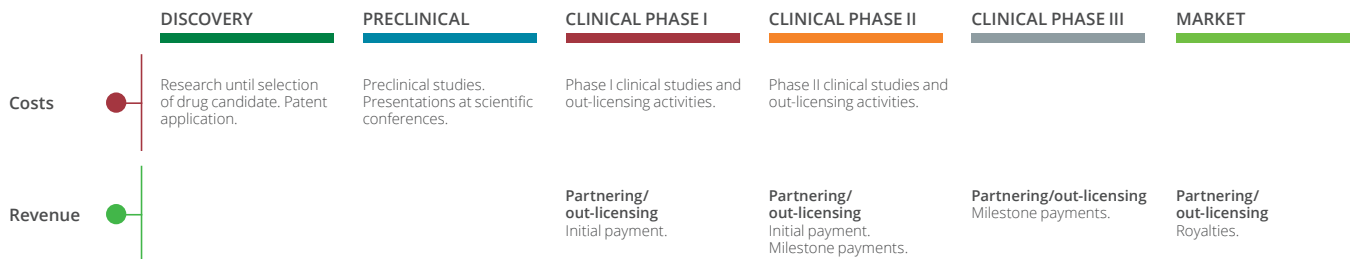 DISCOVERY
PRECLINICAL
CLINICAL PHASE I
CLINICAL PHASE II
CLINICAL PHASE III
MARKET
Costs
Research until selection
of drug candidate. Patent
application.
Preclinical studies.
Presentations at scientific
conferences.
Phase I clinical studies and
out-licensing activities.
Phase II clinical studies and
out-licensing activities.
Revenue
Partnering/
out-licensing
Initial payment.
Partnering/
out-licensing
Initial payment.
Milestone payments.
Partnering/out-licensing
Milestone payments.
Partnering/
out-licensing
Royalties.